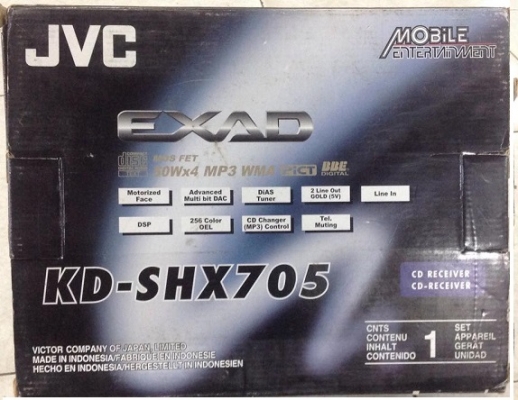 JVC
MOBILE
ENTERTAINMENT
EXAD
MOS FET
50Wx4 MP3 WMA
BBE
DIGITAL
Motorized
Face
Advanced
Multi bit DAC
DiAS
Tuner
2 Line Out
GOLD (5V)
Line In
DSP
256 Color
OEL
CD Changer
(MP3) Control
Tel.
Muting
KD-SHX705
CD RECEIVER
CD-RECEIVER
VICTOR COMPANY OF JAPAN, LIMITED
MADE IN INDONESIA/FABRIQUE EN INDONESIE
HECHO EN INDONESIA/HERGESTELLT IN INDONESIEN
CNTS
CONTENU
INHALT
CONTENIDO
1
SET
APPAREIL
GERAT
UNIDAD